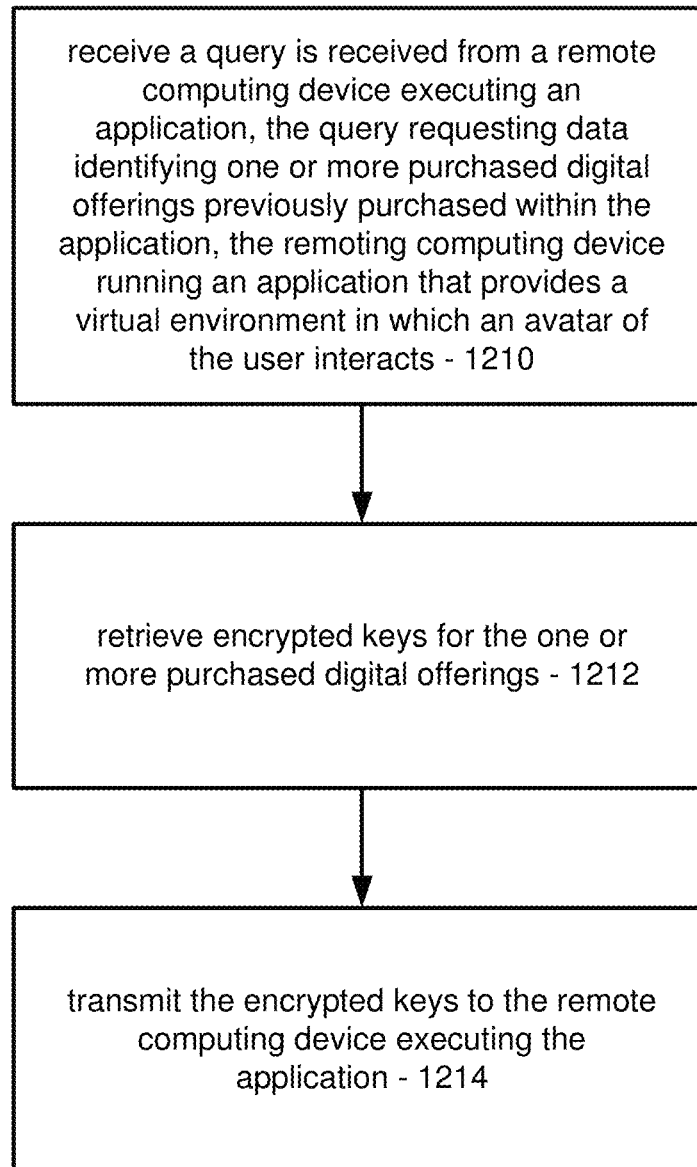 receive a query is received from a remote
computing device executing an
application, the query requesting data
identifying one or more purchased digital
offerings previously purchased within the
application, the remoting computing device
running an application that provides a
virtual environment in which an avatar of
the user interacts - 1210
retrieve encrypted keys for the one or
more purchased digital offerings - 1212
transmit the encrypted keys to the remote
computing device executing the
application - 1214